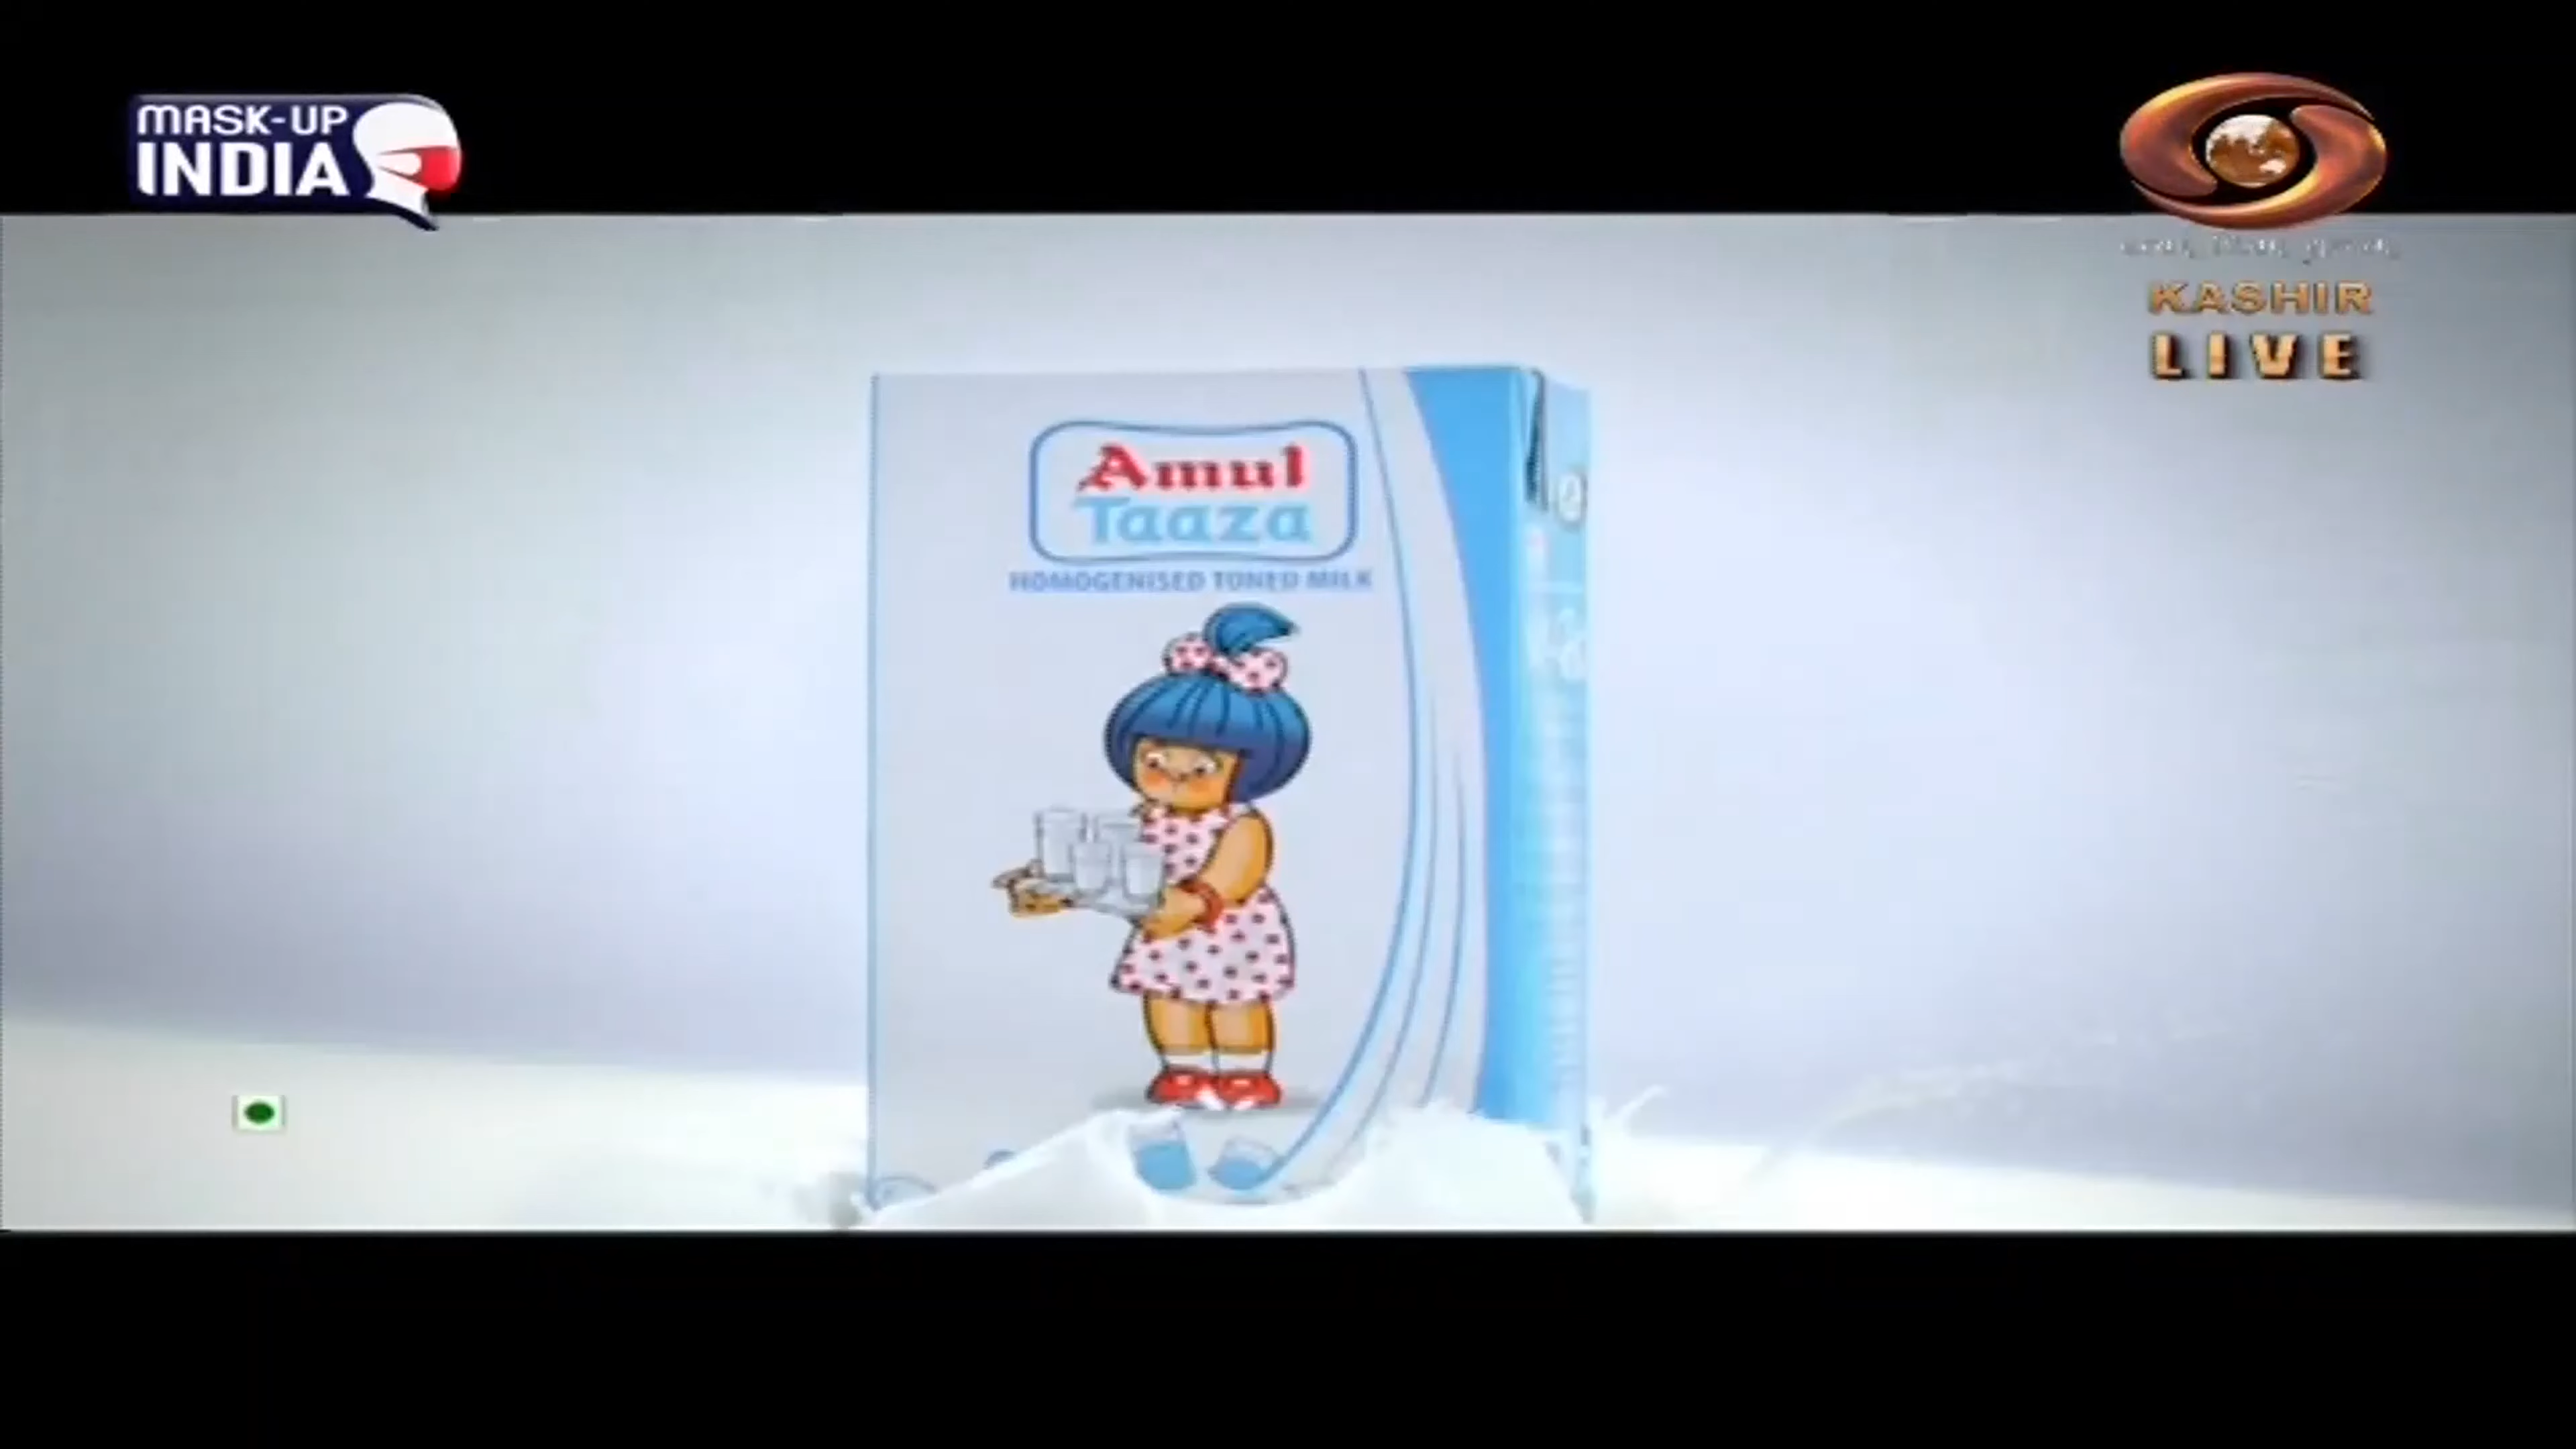 MASK-UP
INDIA
KASHIR
LIVE
Amul
Taaza
HOMOGENISED TONED MILK